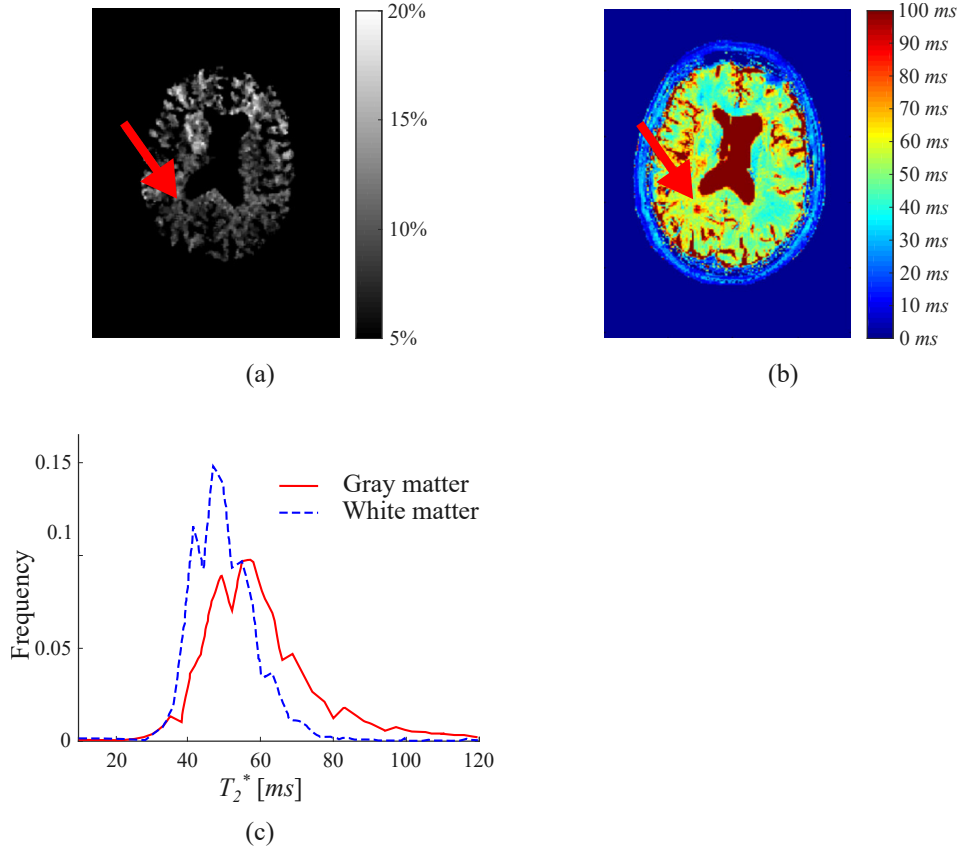 20%
15%
10%
5%
(a)
100 ms
90 ms
80 ms
70 ms
60 ms
50 ms
40 ms
30 ms
20 ms
10 ms
0 ms
(b)
Frequency
0.15
0.1
0.05
0
Gray matter
White matter
20 40 60 80 100 120
T2* [ms]
(c)